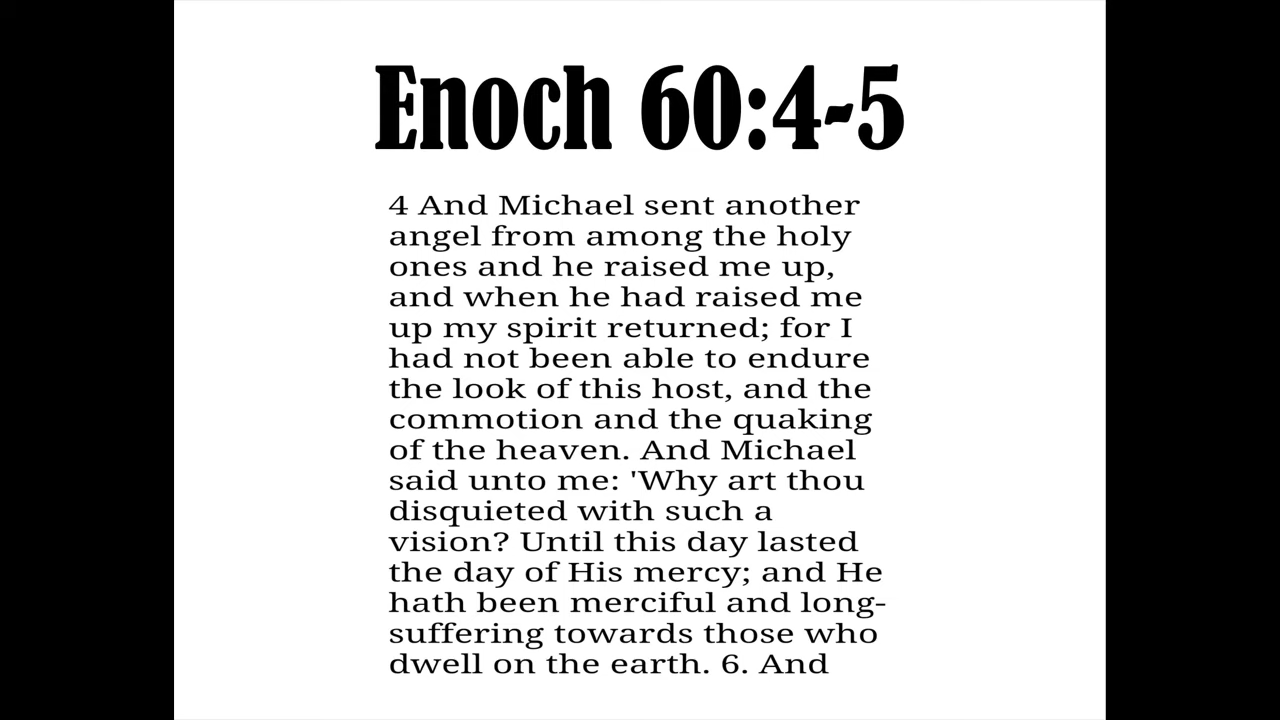 Enoch 60:4-5
4 And Michael sent another
angel from among the holy
ones and he raised me up,
and when he had raised me
up my spirit returned; for I
had not been able to endure
the look of this host, and the
commotion and the quaking
of the heaven. And Michael
said unto me: 'Why art thou
disquieted with such a
vision? Until this day lasted
the day of His mercy; and He
hath been merciful and long-
suffering towards those who
dwell on the earth. 6. And